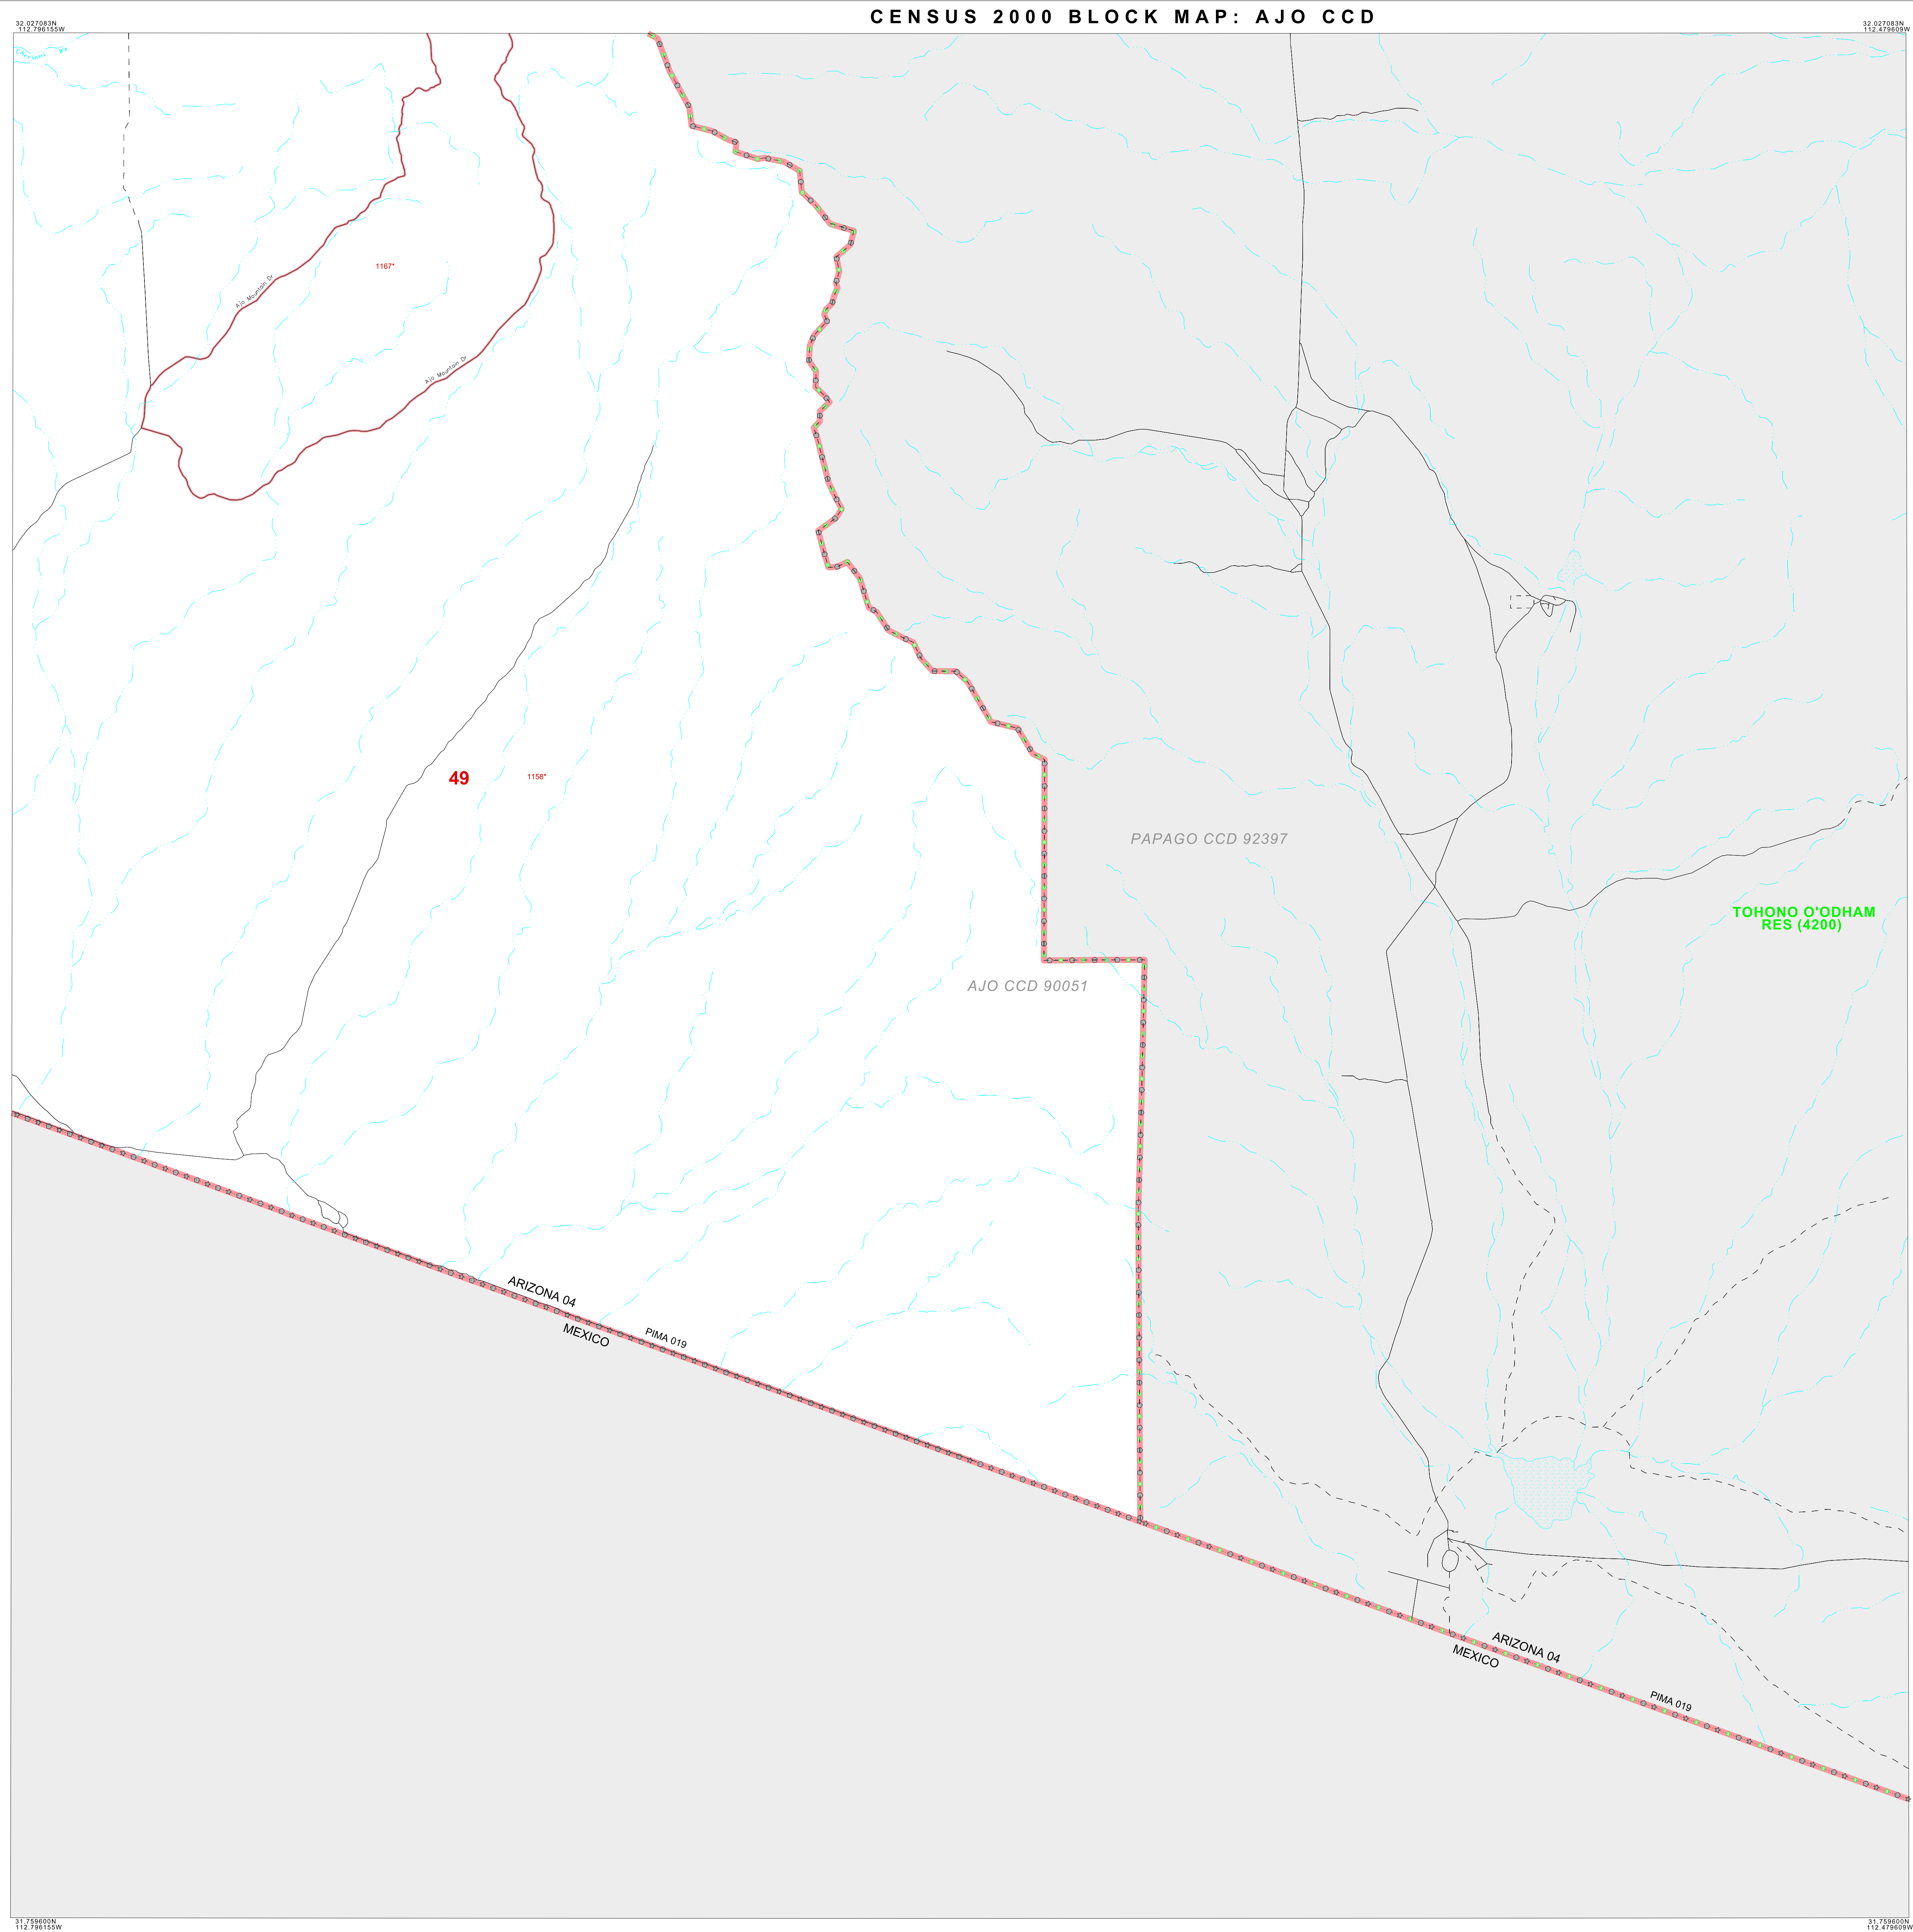 CENSUS 2000 BLOCK MAP: AJO CCD
32.027083N
112.796155W
32.027083N
112.479609W
1167*
Ajo Mountain Dr
Ajo Mountain Dr
49
1158*
PAPAGO CCD 92397
TOHONO O'ODHAM
RES (4200)
AJO CCD 90051
ARIZONA 04
MEXICO
PIMA 019
ARIZONA 04
MEXICO
PIMA 019
31.759600N
112.796155W
31.759600N
112.479609W